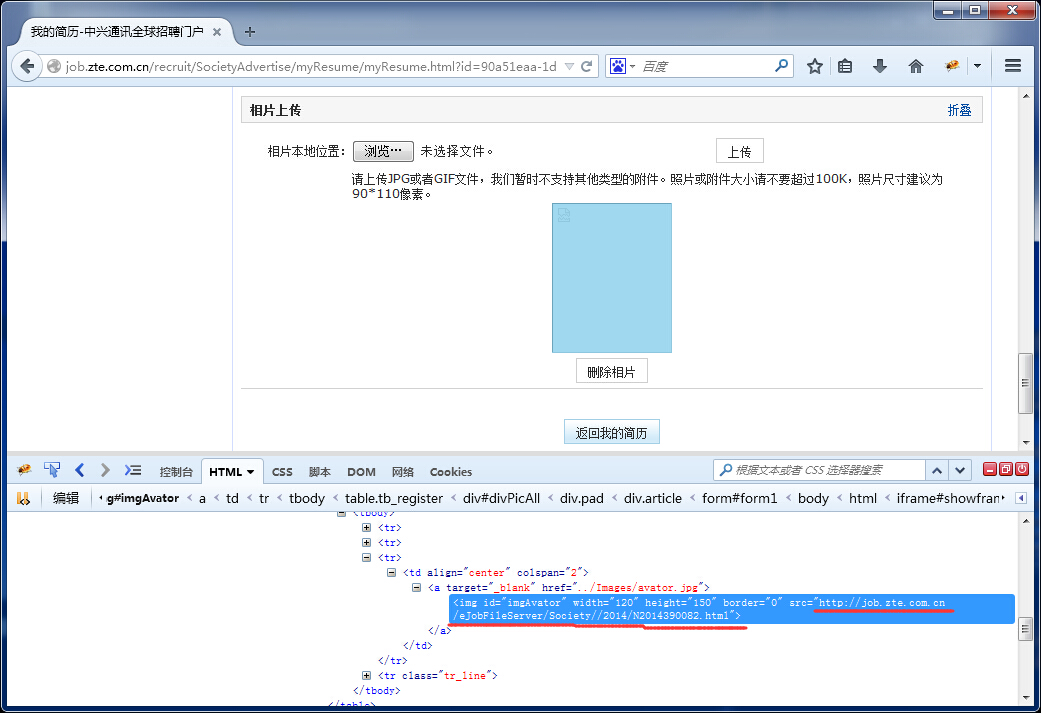 我的简历-中兴通讯全球招聘门户
job.zte.com.cn/recruit/SocietyAdvertise/myResume/myResume.html?id=90a51eaa-1d
百度
相片上传 折叠
相片本地位置： 浏览… 未选择文件。 上传
请上传JPG或者GIF文件，我们暂时不支持其他类型的附件。照片或附件大小请不要超过100K，照片尺寸建议为
90*110像素。
删除相片
返回我的简历
控制台 HTML CSS 脚本 DOM 网络 Cookies
根据文本或者 CSS 选择器搜索
编辑 g#imgAvator < a < td < tr < tbody < table.tb_register < div#divPicAll < div.pad < div.article < form#form1 < body < html < iframe#showfran
<tbody>
<tr>
<tr>
<tr>
<td align="center" colspan="2">
<a target="_blank" href="../Images/avator.jpg">
<img id="imgAvator" width="120" height="150" border="0" src="http://job.zte.com.cn
/eJobFileServer/Society//2014/N2014390082.html">
</a>
</td>
</tr>
<tr class="tr_line">
</tbody>
</table>